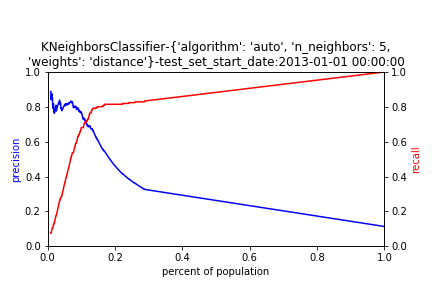 KNeighborsClassifier-{'algorithm': 'auto', 'n_neighbors': 5,
'weights': 'distance'}-test_set_start_date:2013-01-01 00:00:00
1.0
0.8
0.6
0.4
0.2
0.0
precision
1.0
0.8
0.6
0.4
0.2
0.0
recall
0.0 0.2 0.4 0.6 0.8 1.0
percent of population